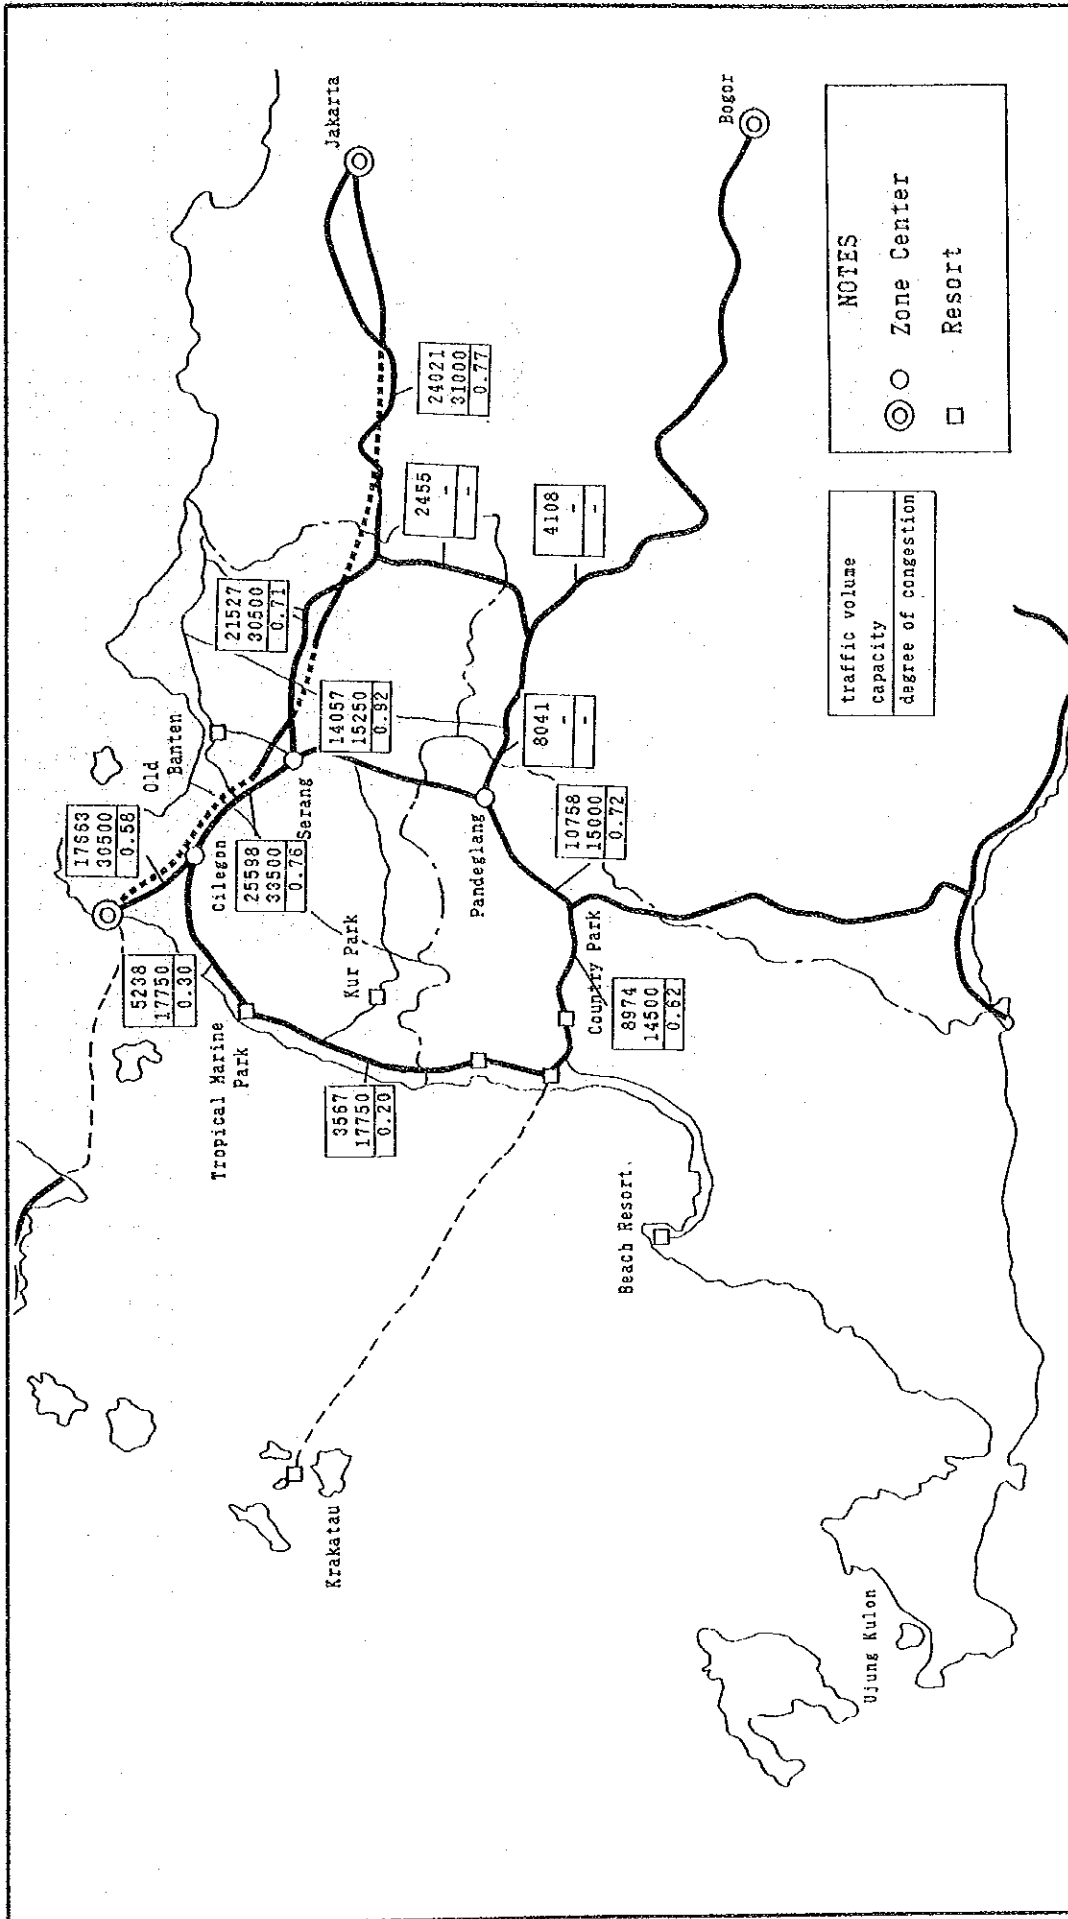 17663
30500
0.58
Old
Banten
Cilegon
25598
33500
0.76
Serang
21527
30500
0.71
14057
15250
0.92
24021
31000
0.77
Jakarta
2455
-
-
4108
-
-
Bogor
8041
-
-
Pandeglang
10758
15000
0.72
5238
17750
0.30
Tropical Marine
Park
Kur Park
3567
17750
0.20
Country Park
8974
14500
0.62
Beach Resort.
Krakatau
Ujung Kulon
traffic volume
capacity
degree of congestion
NOTES
Zone Center
Resort